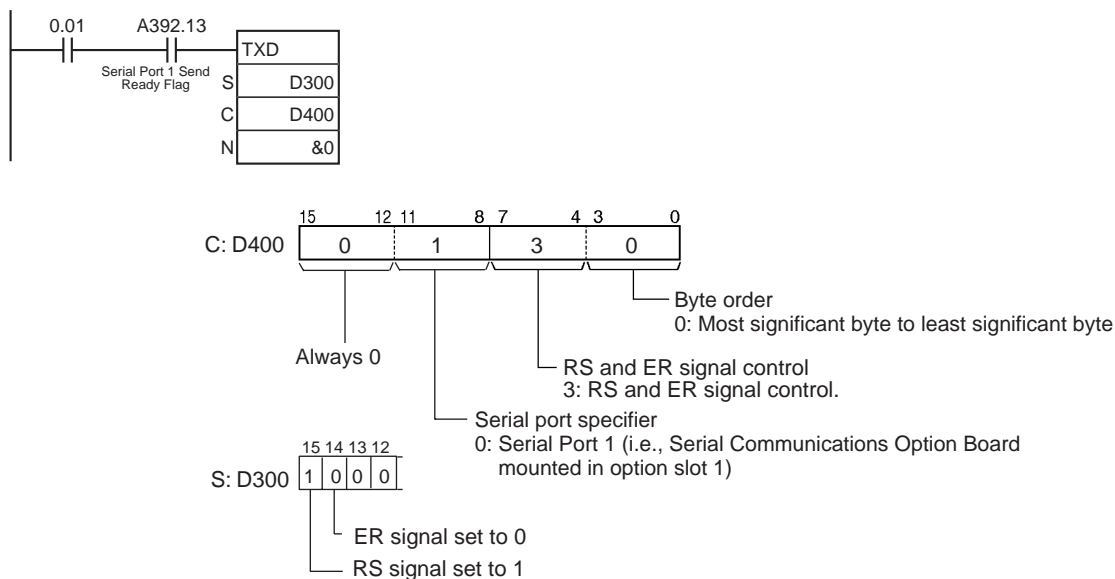 0.01 A392.13
TXD
Serial Port 1 Send
Ready Flag
S D300
C D400
N &0
15 12 11 8 7 4 3 0
C: D400 0 1 3 0
Byte order
0: Most significant byte to least significant byte
Always 0
RS and ER signal control
3: RS and ER signal control.
Serial port specifier
0: Serial Port 1 (i.e., Serial Communications Option Board
mounted in option slot 1)
15 14 13 12
S: D300 1 0 0 0
ER signal set to 0
RS signal set to 1